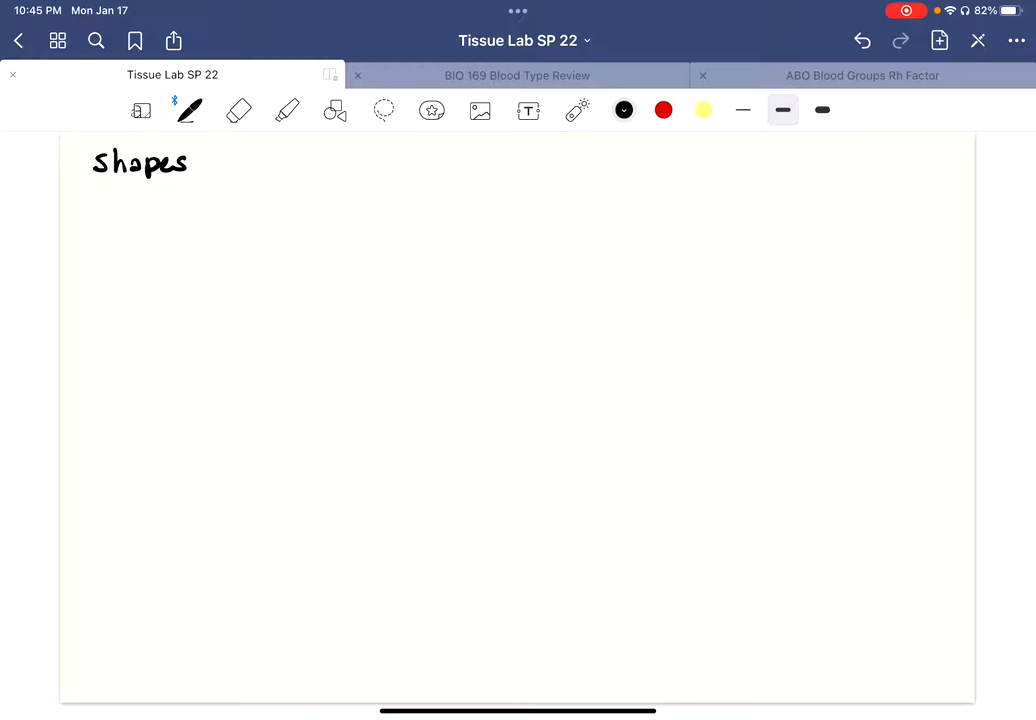 10:45 PM Mon Jan 17
82%
Tissue Lab SP 22
Tissue Lab SP 22
BIO 169 Blood Type Review
ABO Blood Groups Rh Factor
T
shapes